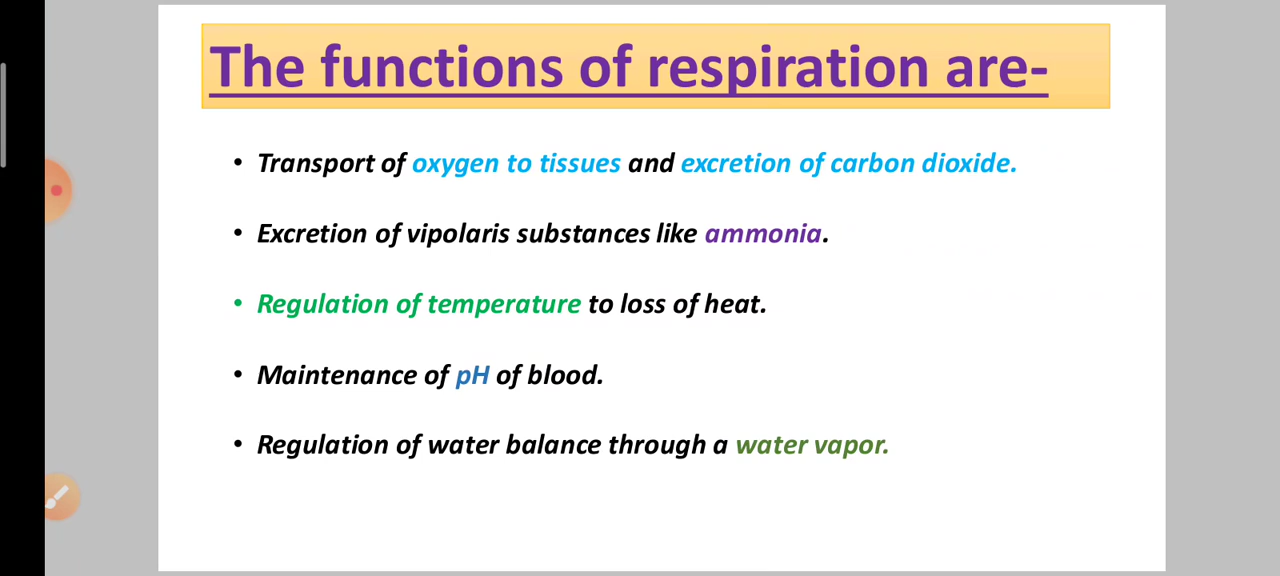 The functions of respiration are-
• Transport of oxygen to tissues and excretion of carbon dioxide.
• Excretion of vipolaris substances like ammonia.
• Regulation of temperature to loss of heat.
• Maintenance of pH of blood.
• Regulation of water balance through a water vapor.